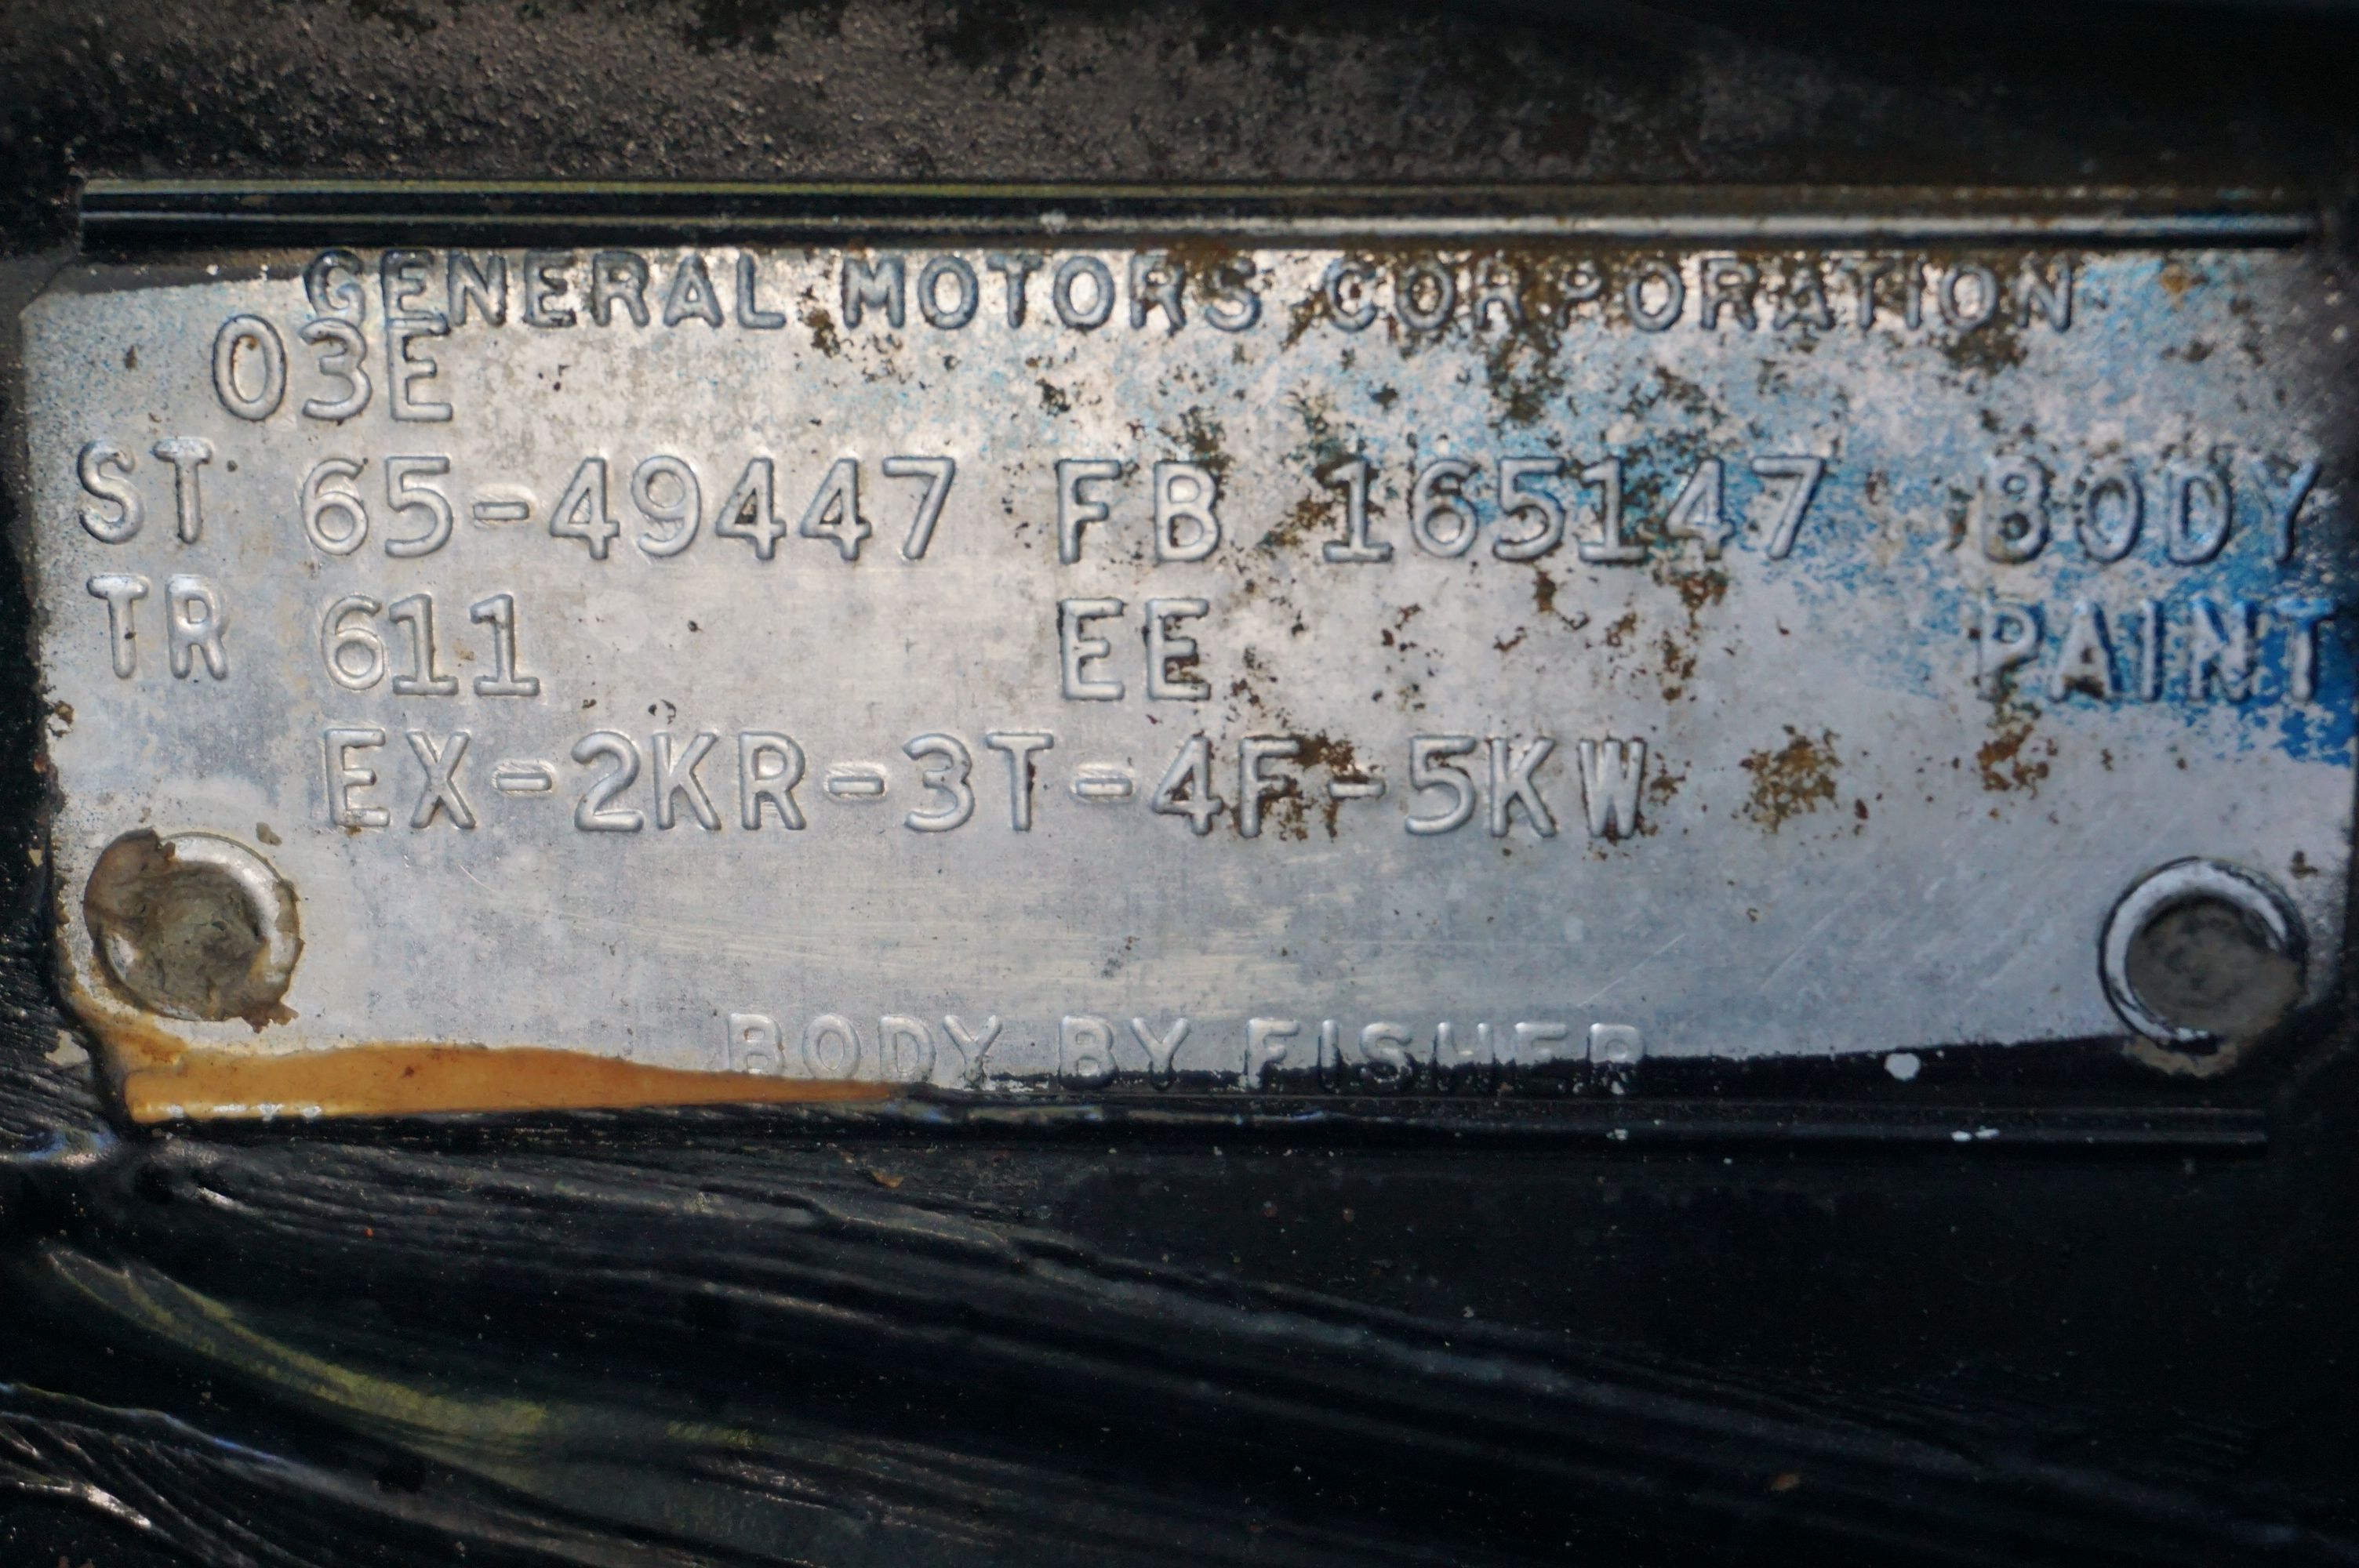 GENERAL MOTORS CORPORATION
03E
ST 65-49447 FB 165147 BODY
TR 611 EE PAINT
EX-2KR-3T-4F-5KW
BODY BY FISHER